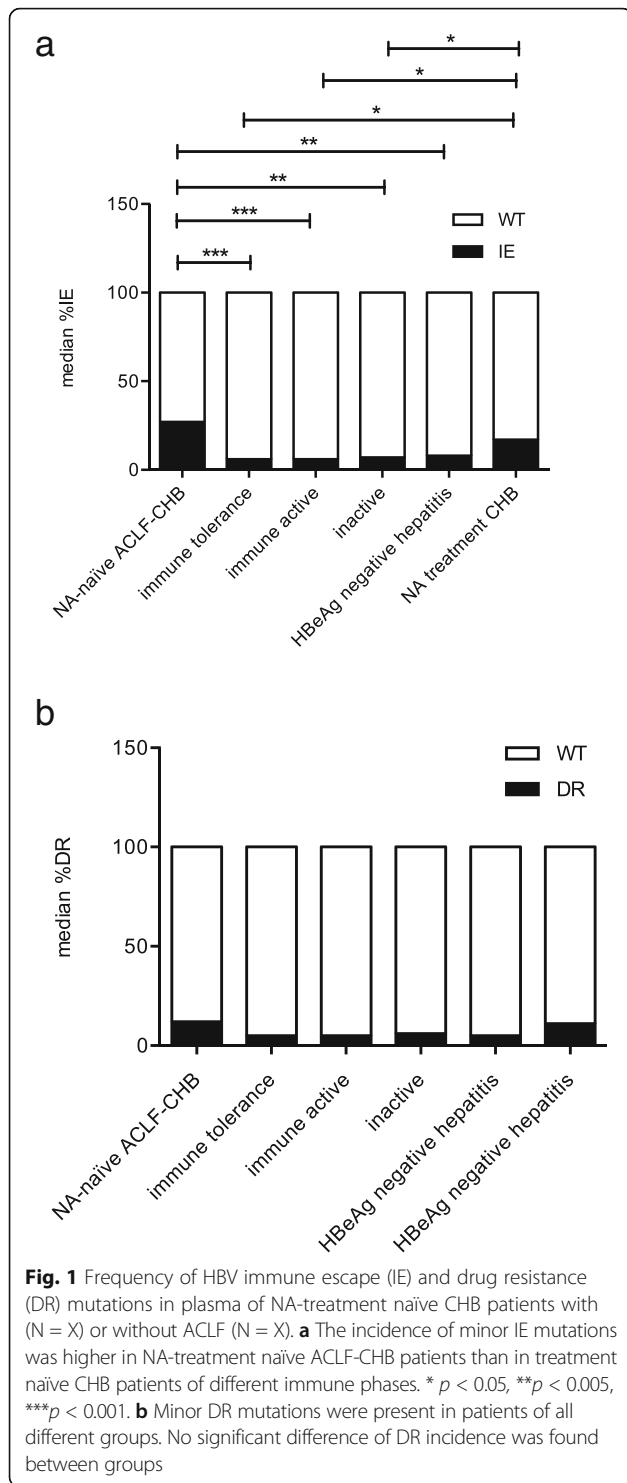 a
*
*
*
**
**
***
***
150
100
50
0
median %IE
WT
IE
NA-naïve ACLF-CHB
immune tolerance
immune active
inactive
HBeAg negative hepatitis
NA treatment CHB
b
150
100
50
0
median %DR
WT
DR
NA-naïve ACLF-CHB
immune tolerance
immune active
inactive
HBeAg negative hepatitis
HBeAg negative hepatitis
Fig. 1 Frequency of HBV immune escape (IE) and drug resistance
(DR) mutations in plasma of NA-treatment naïve CHB patients with
(N = X) or without ACLF (N = X). a The incidence of minor IE mutations
was higher in NA-treatment naïve ACLF-CHB patients than in treatment
naïve CHB patients of different immune phases. * p < 0.05, **p < 0.005,
***p < 0.001. b Minor DR mutations were present in patients of all
different groups. No significant difference of DR incidence was found
between groups